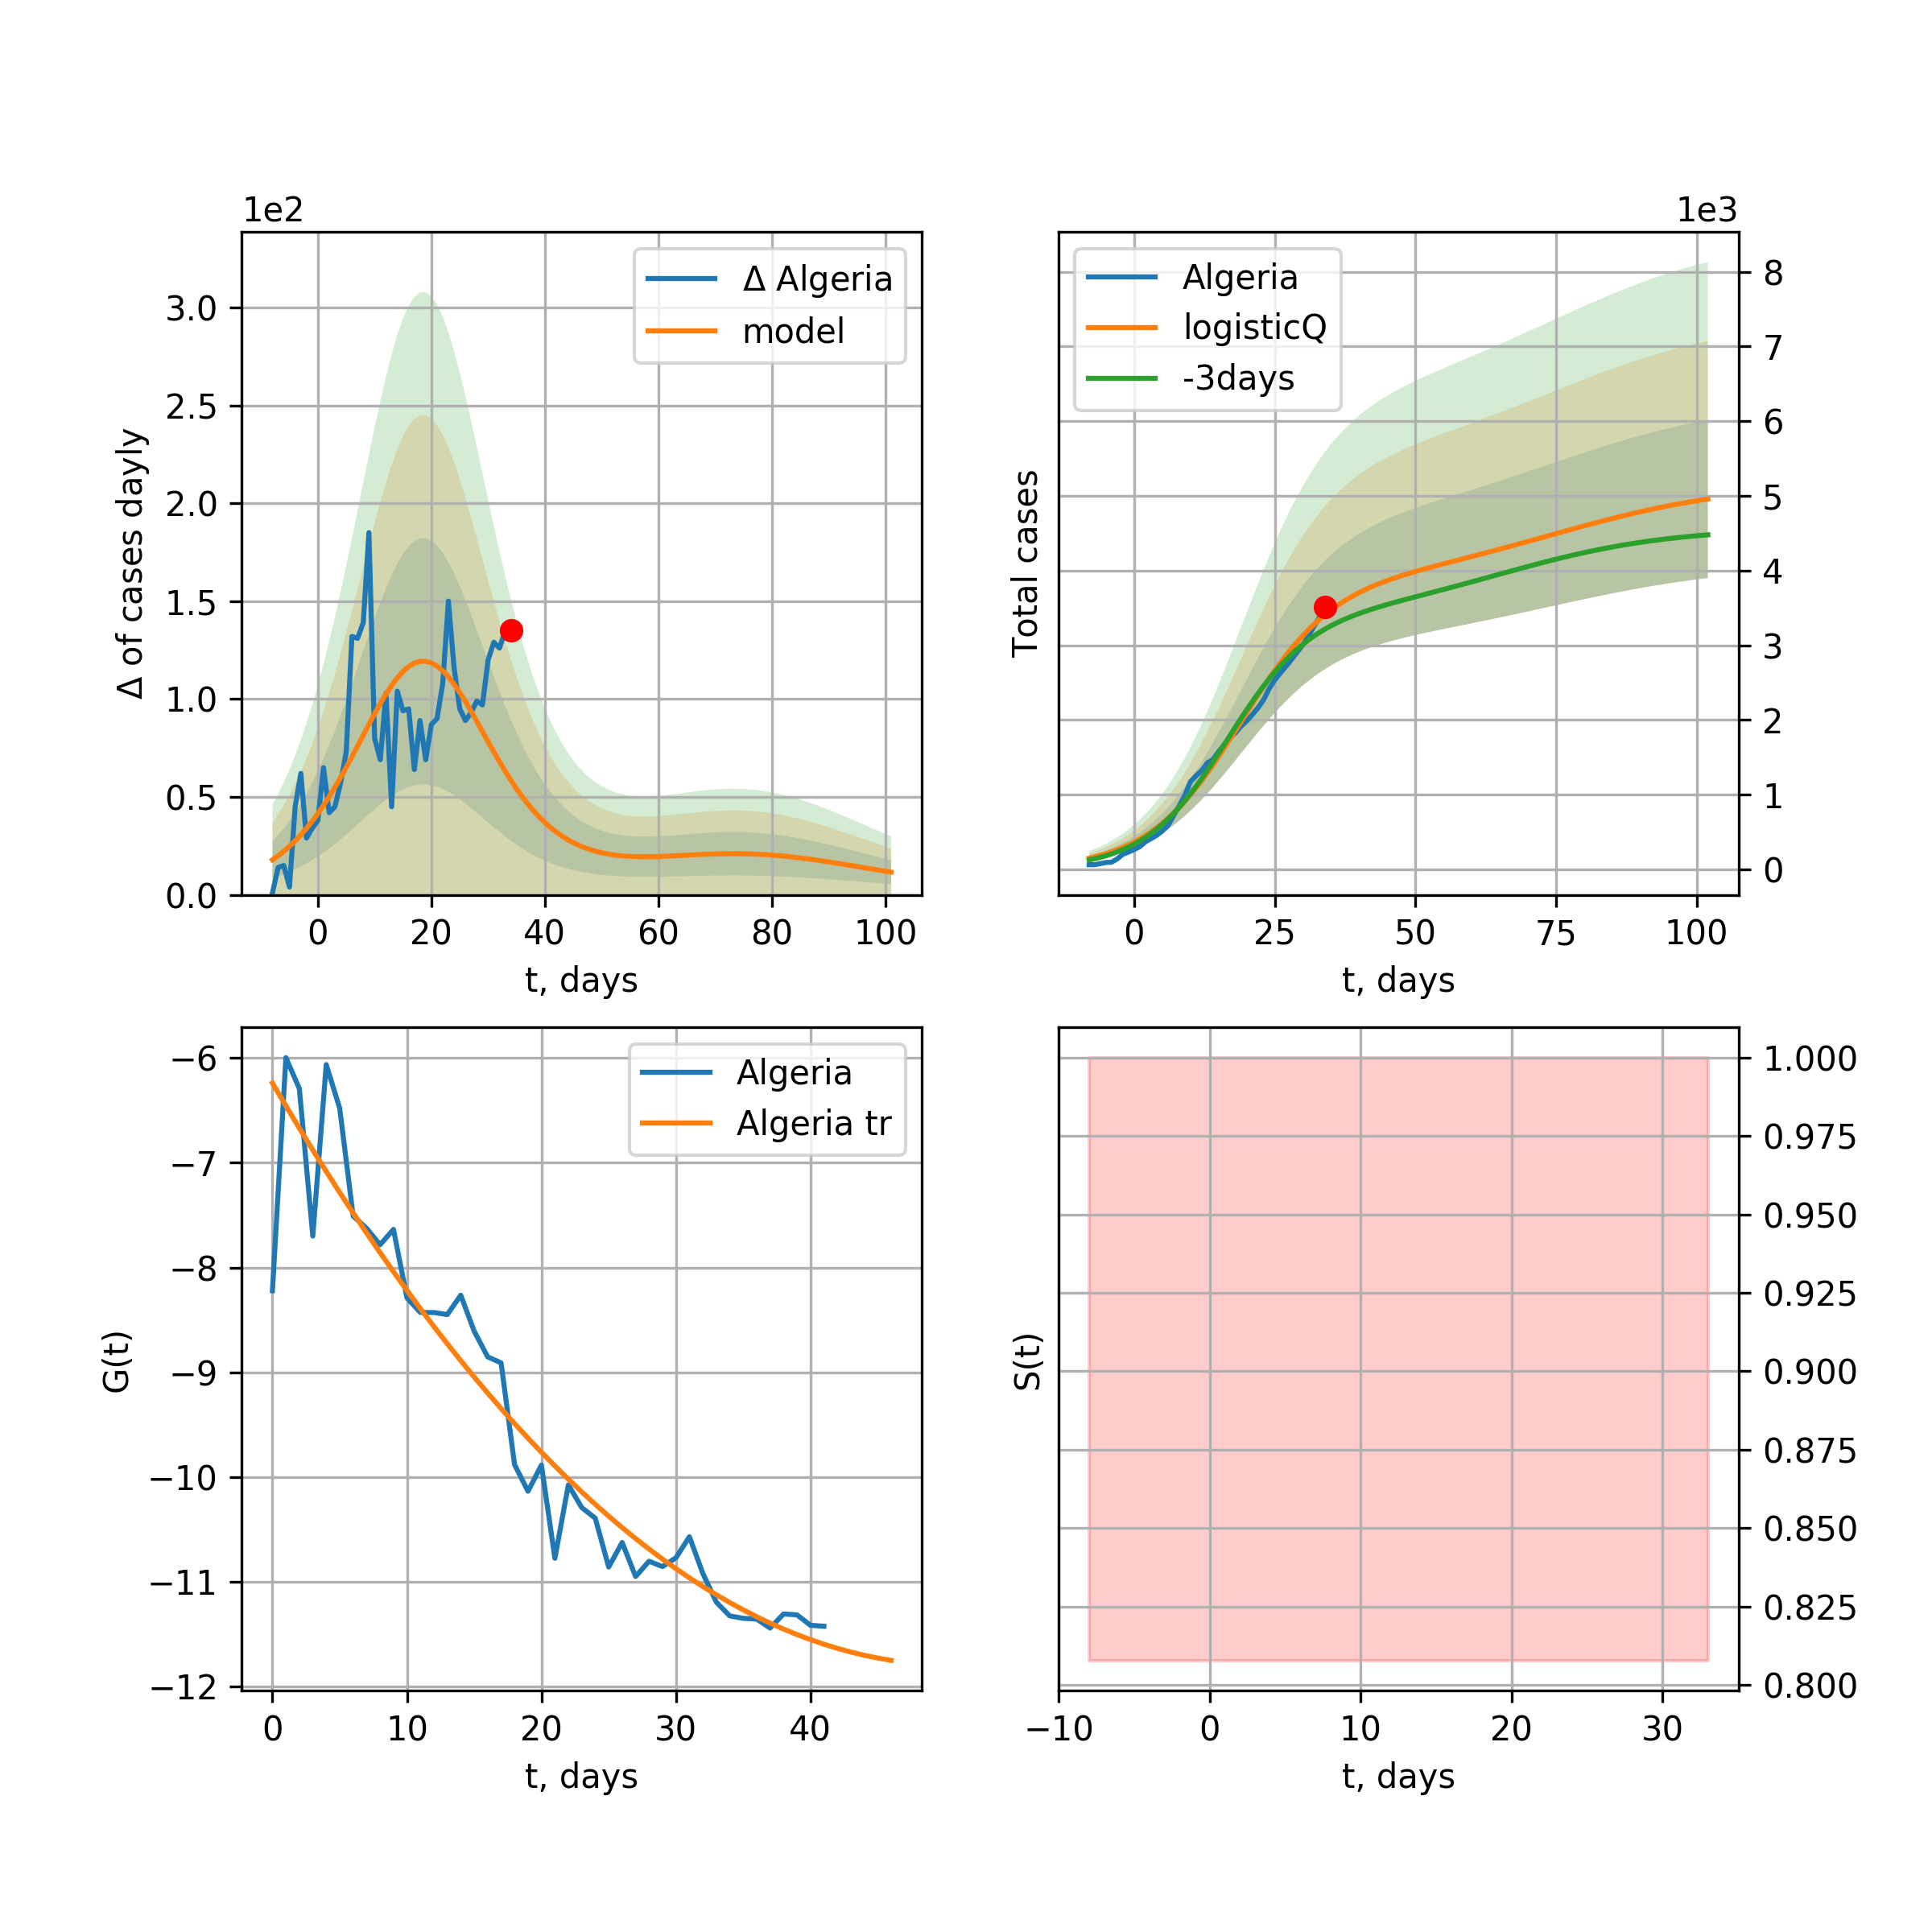 1e2
Δ of cases dayly
3.0
2.5
2.0
1.5
1.0
0.5
0.0
Δ Algeria
model
0 20 40 60 80 100
t, days
1e3
Total cases
Algeria
logisticQ
-3days
8
7
6
5
4
3
2
1
0
0 25 50 75 100
t, days
G(t)
−6
−7
−8
−9
−10
−11
−12
Algeria
Algeria tr
0 10 20 30 40
t, days
S(t)
1.000
0.975
0.950
0.925
0.900
0.875
0.850
0.825
0.800
−10 0 10 20 30
t, days